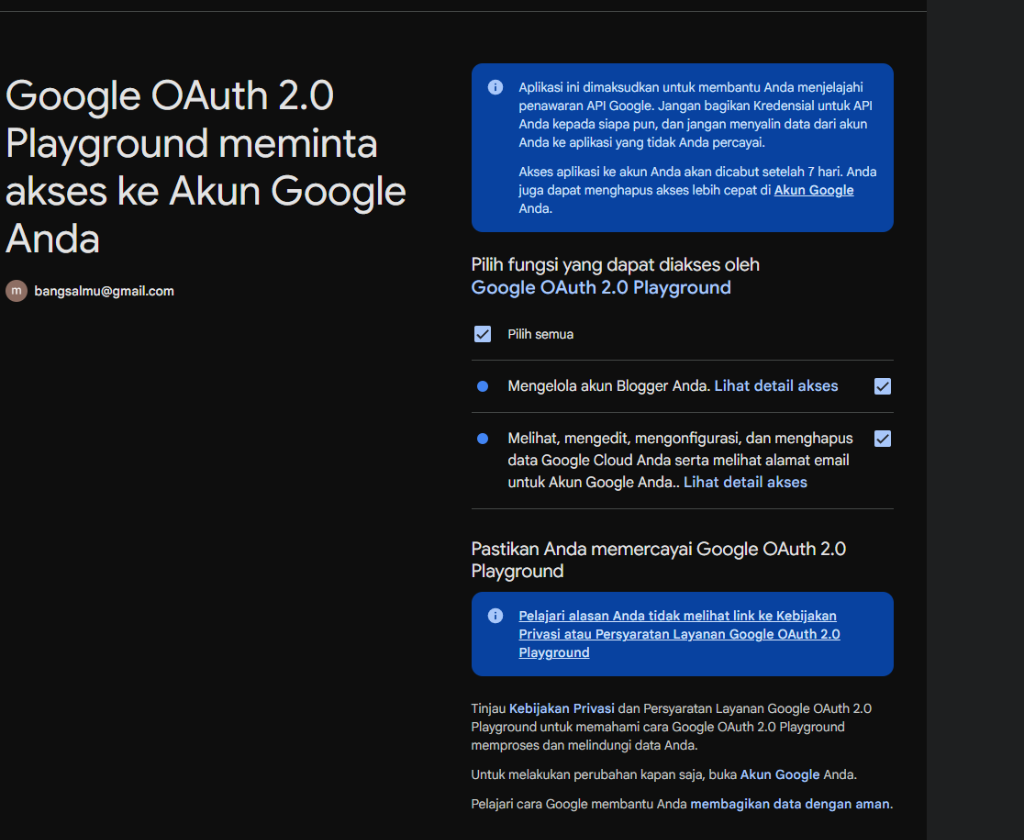 Google OAuth 2.0
Playground meminta
akses ke Akun Google
Anda
m bangsalmu@gmail.com
Aplikasi ini dimaksudkan untuk membantu Anda menjelajahi
penawaran API Google. Jangan bagikan Kredensial untuk API
Anda kepada siapa pun, dan jangan menyalin data dari akun
Anda ke aplikasi yang tidak Anda percayai.
Akses aplikasi ke akun Anda akan dicabut setelah 7 hari. Anda
juga dapat menghapus akses lebih cepat di Akun Google
Anda.
Pilih fungsi yang dapat diakses oleh
Google OAuth 2.0 Playground
Pilih semua
Mengelola akun Blogger Anda. Lihat detail akses
Melihat, mengedit, mengonfigurasi, dan menghapus
data Google Cloud Anda serta melihat alamat email
untuk Akun Google Anda.. Lihat detail akses
Pastikan Anda memercayai Google OAuth 2.0
Playground
Pelajari alasan Anda tidak melihat link ke Kebijakan
Privasi atau Persyaratan Layanan Google OAuth 2.0
Playground
Tinjau Kebijakan Privasi dan Persyaratan Layanan Google OAuth 2.0
Playground untuk memahami cara Google OAuth 2.0 Playground
memproses dan melindungi data Anda.
Untuk melakukan perubahan kapan saja, buka Akun Google Anda.
Pelajari cara Google membantu Anda membagikan data dengan aman.